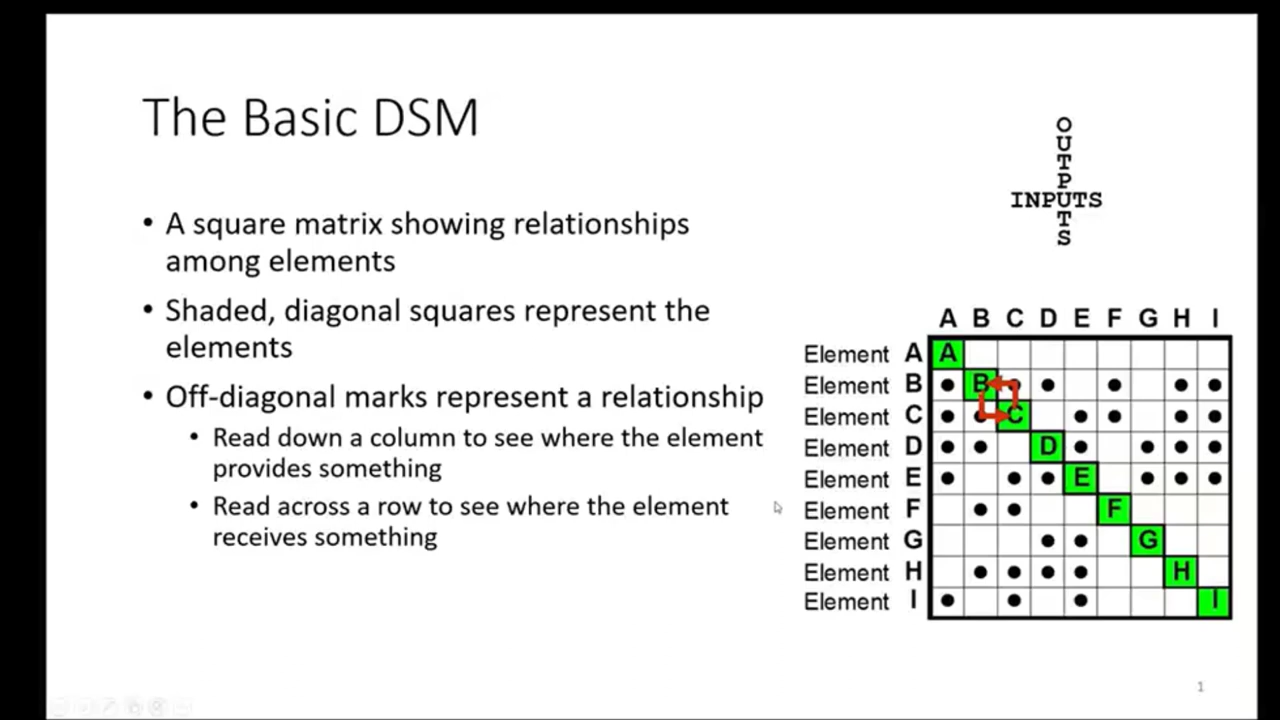 The Basic DSM
• A square matrix showing relationships
among elements
• Shaded, diagonal squares represent the
elements
• Off-diagonal marks represent a relationship
• Read down a column to see where the element
provides something
• Read across a row to see where the element
receives something
OUTPUTS
INPUTS
A B C D E F G H I
Element A A
Element B B
Element C C
Element D D
Element E E
Element F F
Element G G
Element H H
Element I I
1